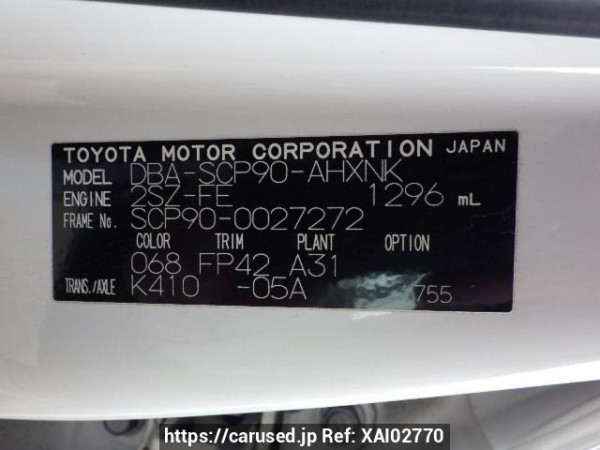 TOYOTA MOTOR CORPORATION JAPAN
MODEL DBA-SCP90-AHXNK
ENGINE 2SZ-FE 1296 mL
FRAME No. SCP90-0027272
COLOR TRIM PLANT OPTION
068 FP42 A31
TRANS./AXLE K410 -05A 755
https://carused.jp Ref: XAI02770